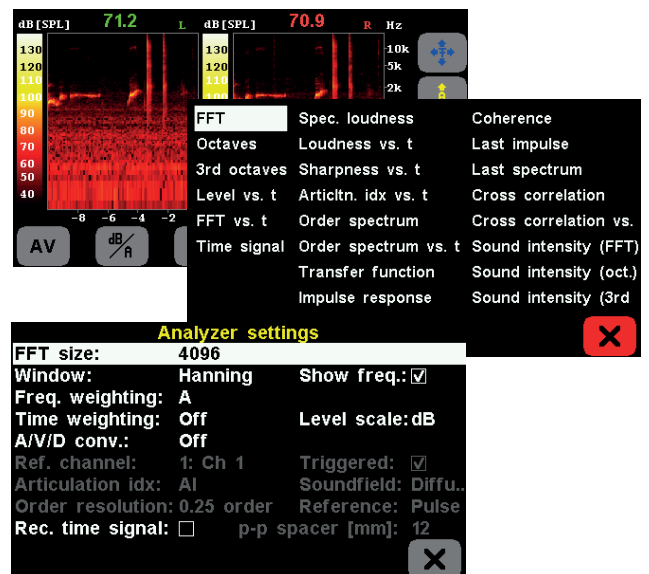 dB[SPL] 71.2 L dB[SPL] 70.9 R Hz
130 130 10k
120 120 5k
110 110
100 100 2k
90
80
70
60
50
40
-8 -6 -4 -2
AV dB/A
A
FFT Spec. loudness Coherence
Octaves Loudness vs. t Last impulse
3rd octaves Sharpness vs. t Last spectrum
Level vs. t Articltn. idx vs. t Cross correlation
FFT vs. t Order spectrum Cross correlation vs.
Time signal Order spectrum vs. t Sound intensity (FFT)
Transfer function Sound intensity (oct.)
Impulse response Sound intensity (3rd
Analyzer settings
FFT size: 4096
Window: Hanning Show freq.:
Freq. weighting: A
Time weighting: Off Level scale: dB
A/V/D conv.: Off
Ref. channel: 1: Ch 1 Triggered:
Articulation idx: AI Soundfield: Diffu..
Order resolution: 0.25 order Reference: Pulse
Rec. time signal: p-p spacer [mm]: 12